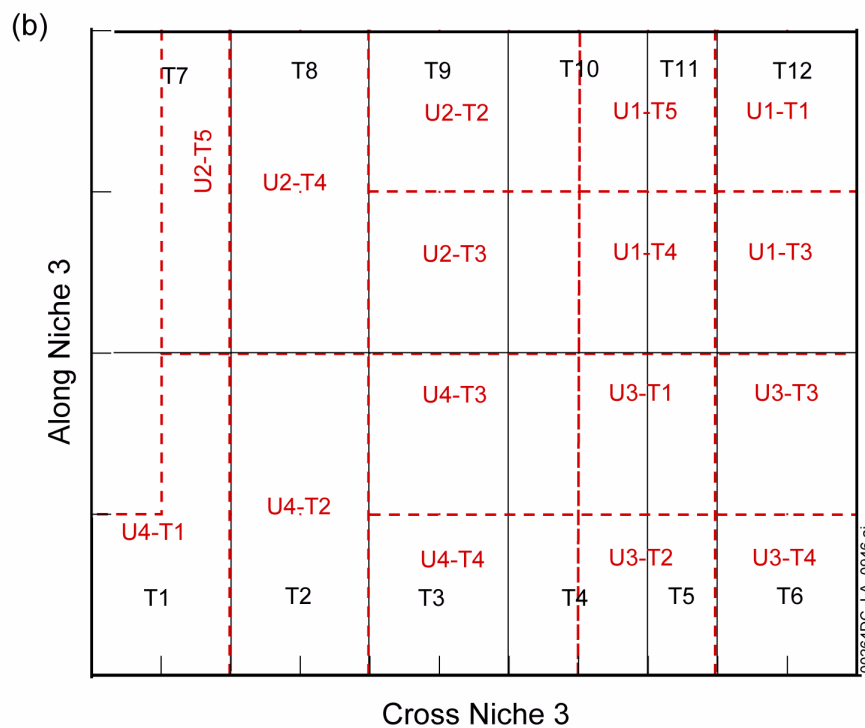 (b)
T7 T8 T9 T10 T11 T12
U2-T2 U1-T5 U1-T1
U2-T5
U2-T4
U2-T3 U1-T4 U1-T3
Along Niche 3
U4-T3 U3-T1 U3-T3
U4-T2
U4-T1
U4-T4 U3-T2 U3-T4
T1 T2 T3 T4 T5 T6
Cross Niche 3